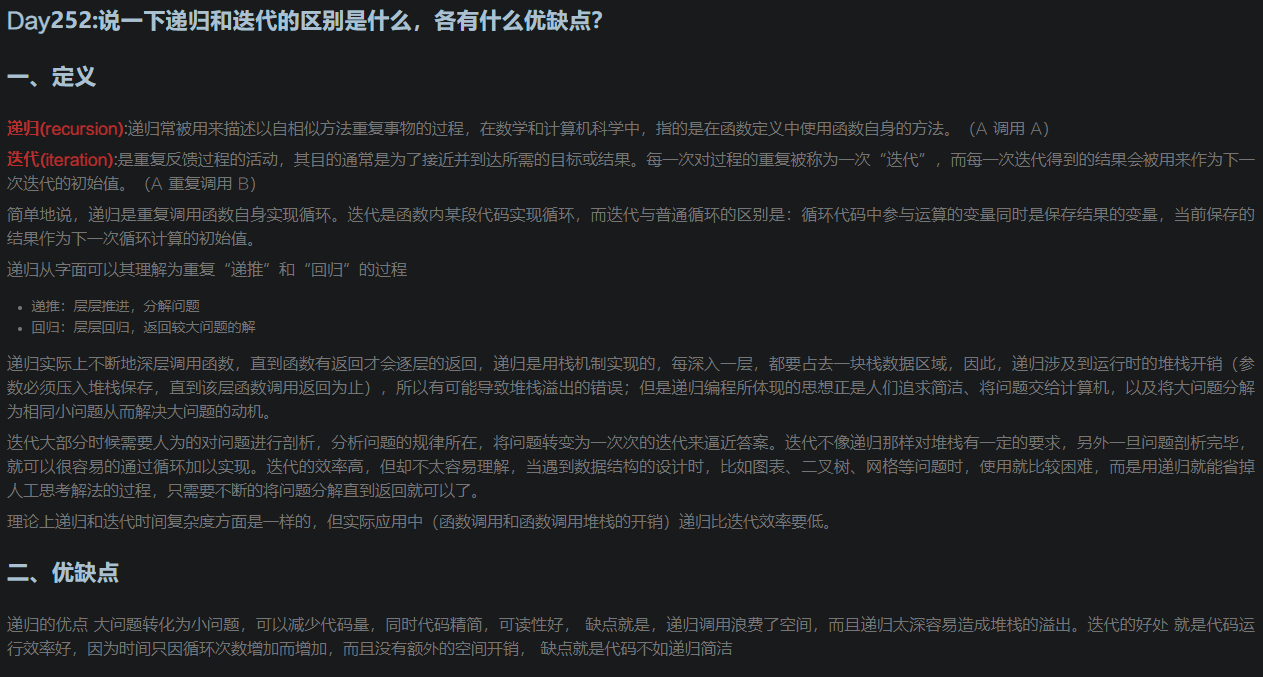 Day252:说一下递归和迭代的区别是什么，各有什么优缺点？
一、定义
递归(recursion):递归常被用来描述以自相似方法重复事物的过程，在数学和计算机科学中，指的是在函数定义中使用函数自身的方法。（A 调用 A）
迭代(iteration):是重复反馈过程的活动，其目的通常是为了接近并到达所需的目标或结果。每一次对过程的重复被称为一次“迭代”，而每一次迭代得到的结果会被用来作为下一
次迭代的初始值。（A 重复调用 B）
简单地说，递归是重复调用函数自身实现循环。迭代是函数内某段代码实现循环，而迭代与普通循环的区别是：循环代码中参与运算的变量同时是保存结果的变量，当前保存的
结果作为下一次循环计算的初始值。
递归从字面可以其理解为重复“递推”和“回归”的过程
• 递推：层层推进，分解问题
• 回归：层层回归，返回较大问题的解
递归实际上不断地深层调用函数，直到函数有返回才会逐层的返回，递归是用栈机制实现的，每深入一层，都要占去一块栈数据区域，因此，递归涉及到运行时的堆栈开销（参
数必须压入堆栈保存，直到该层函数调用返回为止），所以有可能导致堆栈溢出的错误；但是递归编程所体现的思想正是人们追求简洁、将问题交给计算机，以及将大问题分解
为相同小问题从而解决大问题的动机。
迭代大部分时候需要人为的对问题进行剖析，分析问题的规律所在，将问题转变为一次次的迭代来逼近答案。迭代不像递归那样对堆栈有一定的要求，另外一旦问题剖析完毕，
就可以很容易的通过循环加以实现。迭代的效率高，但却不太容易理解，当遇到数据结构的设计时，比如图表、二叉树、网格等问题时，使用就比较困难，而是用递归就能省掉
人工思考解法的过程，只需要不断的将问题分解直到返回就可以了。
理论上递归和迭代时间复杂度方面是一样的，但实际应用中（函数调用和函数调用堆栈的开销）递归比迭代效率要低。
二、优缺点
递归的优点 大问题转化为小问题，可以减少代码量，同时代码精简，可读性好， 缺点就是，递归调用浪费了空间，而且递归太深容易造成堆栈的溢出。迭代的好处 就是代码运
行效率好，因为时间只因循环次数增加而增加，而且没有额外的空间开销， 缺点就是代码不如递归简洁